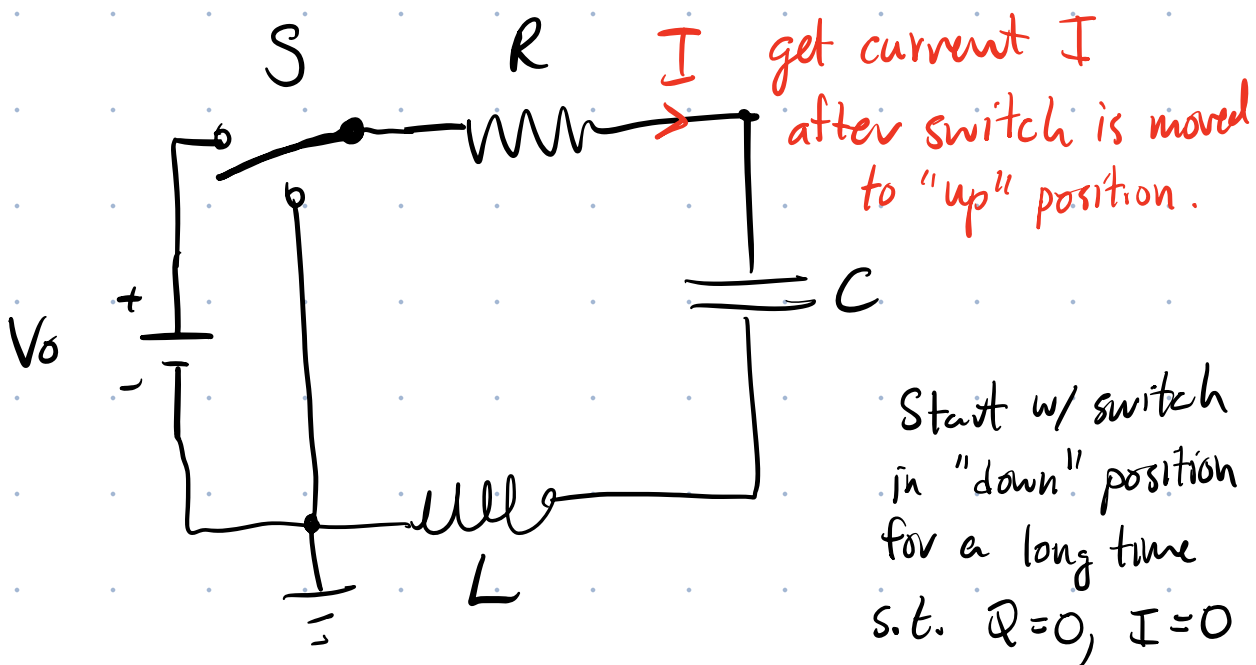 S
R
I
get current I
after switch is moved
to "up" position.
+
Vo
-
C
Start w/ switch
in "down" position
for a long time
s.t. Q=0, I=0
L